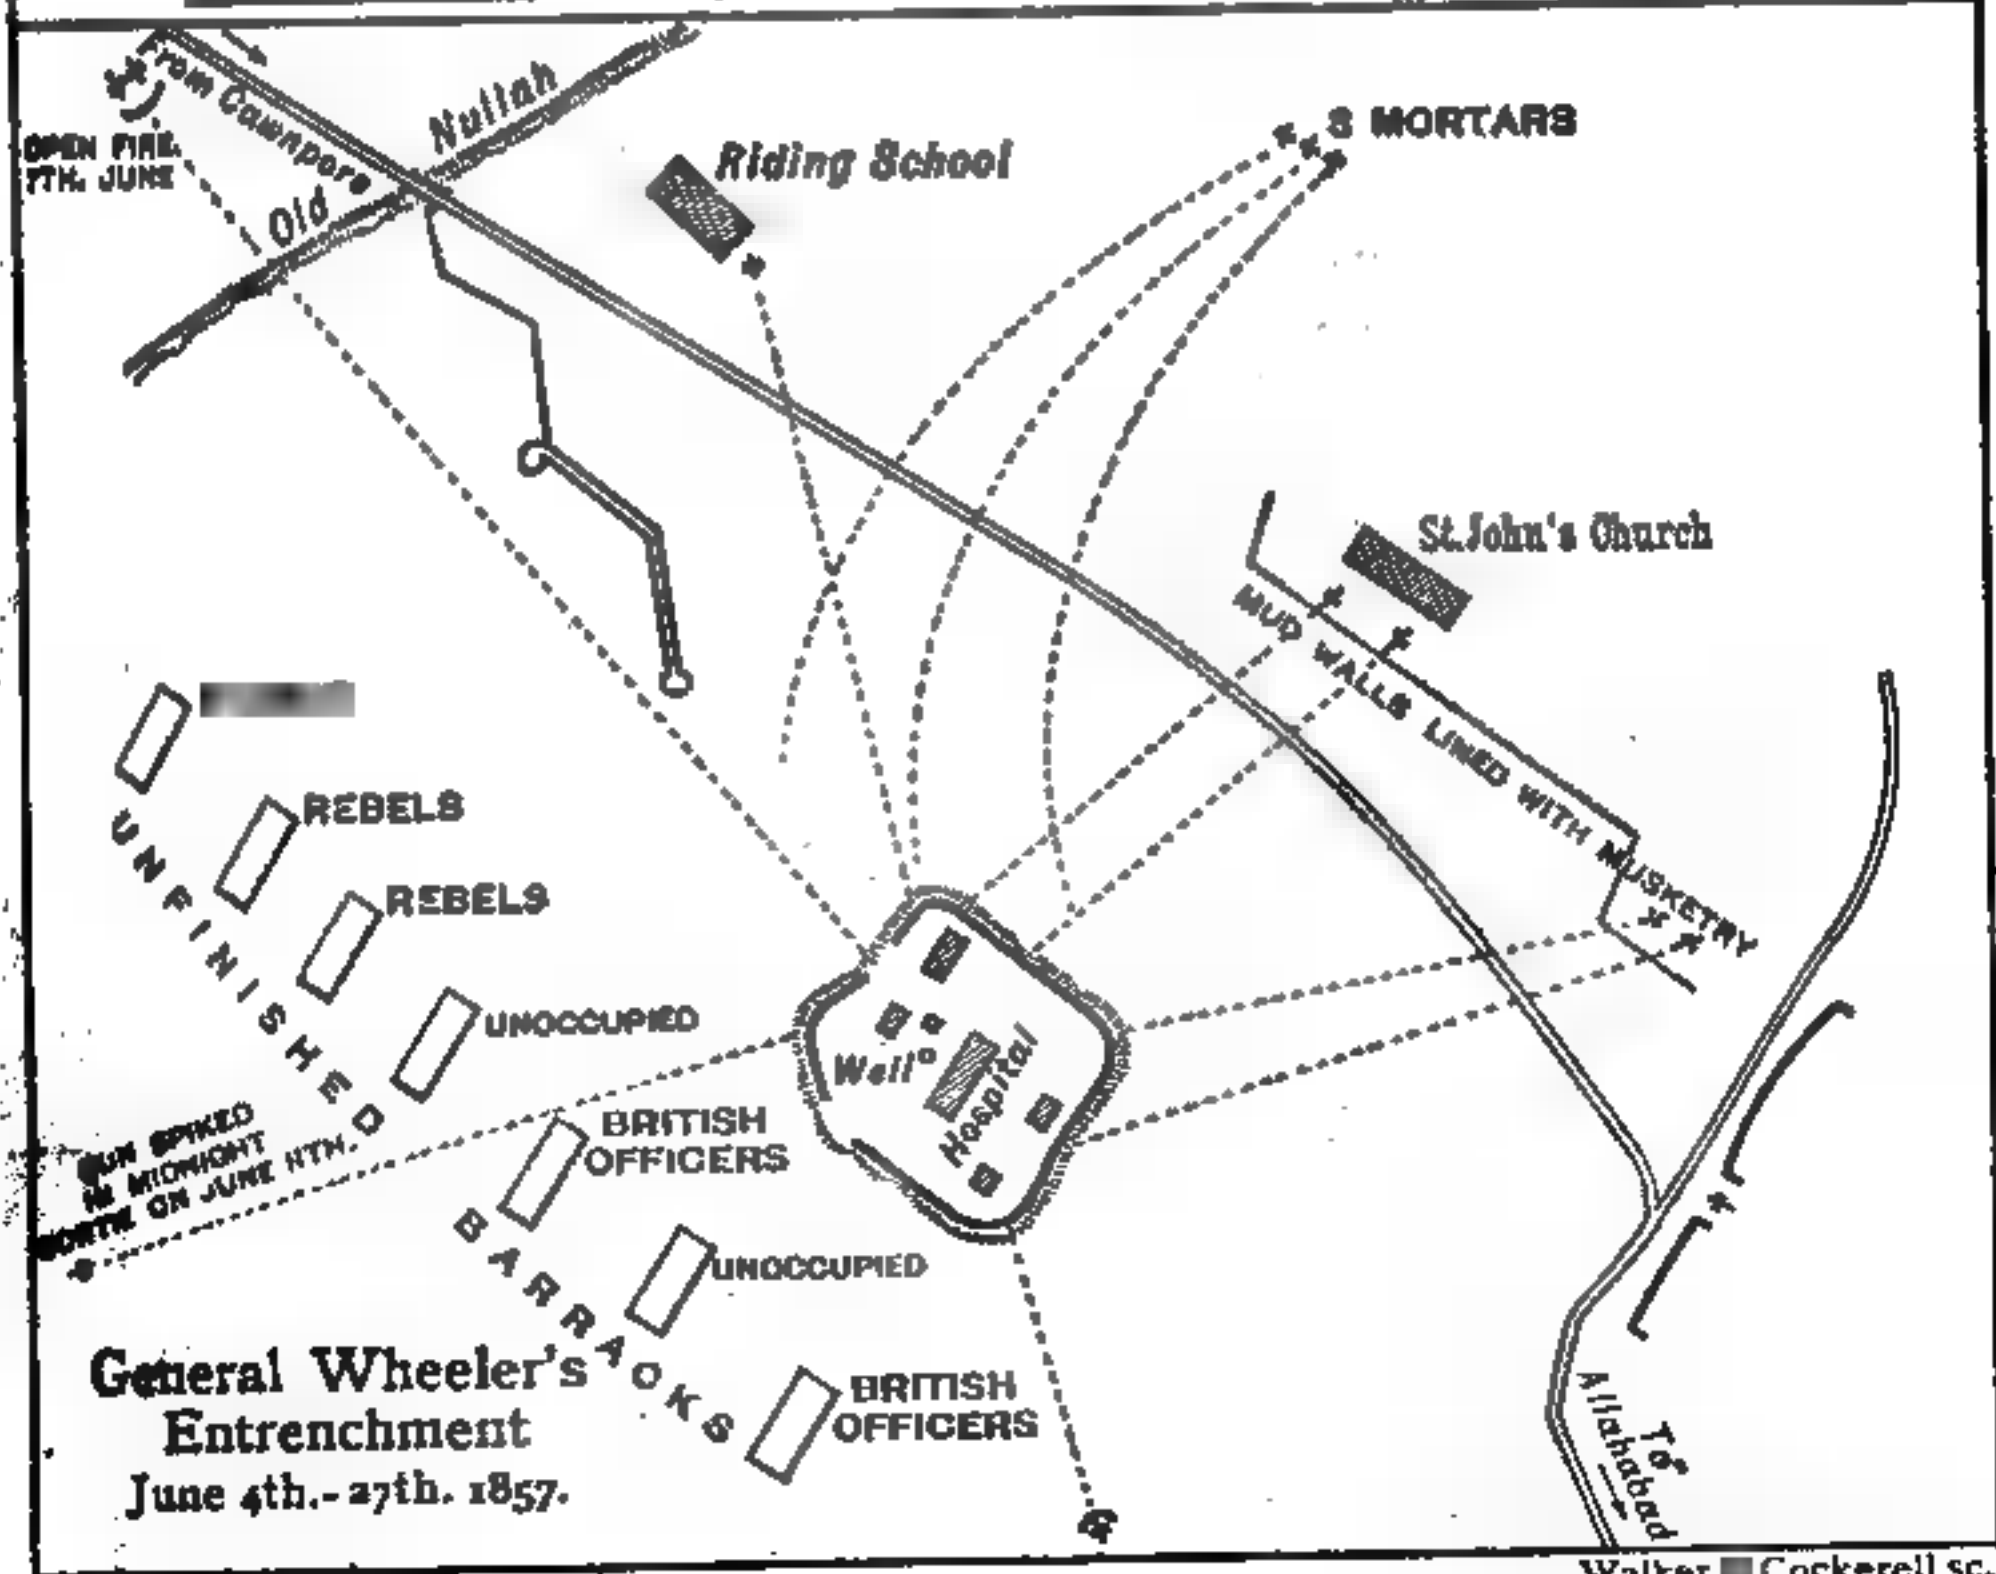 From Cawnpore
OPEN FIRE.
7TH. JUNE
Old Nullah
Riding School
3 MORTARS
St. John's Church
MUD WALLS LINED WITH MUSKETRY
REBELS
REBELS
UNOCCUPIED
UNFINISHED
BARRACKS
GUN SPIKED
AT MIDNIGHT
ON JUNE 11TH.
BRITISH
OFFICERS
UNOCCUPIED
BRITISH
OFFICERS
Well
Hospital
To
Allahabad
General Wheeler's
Entrenchment
June 4th.-27th. 1857.
Walker
Cockerell sc.